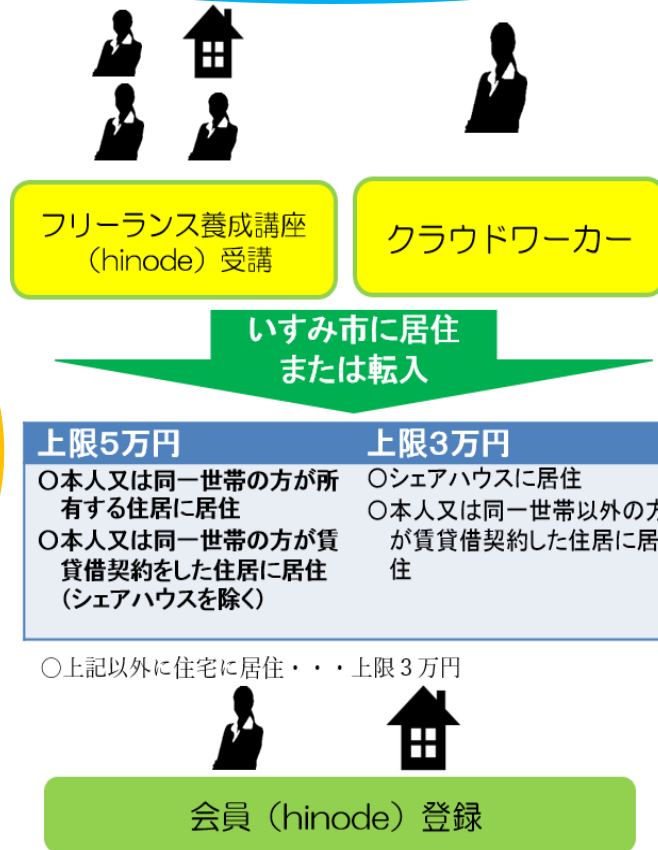 フリーランス養成講座
（hinode）受講
クラウドワーカー
いすみ市に居住
または転入
上限5万円
〇本人又は同一世帯の方が所
有する住居に居住
〇本人又は同一世帯の方が賃
貸借契約をした住居に居住
（シェアハウスを除く）
上限3万円
〇シェアハウスに居住
〇本人又は同一世帯以外の方
が賃貸借契約した住居に居
住
〇上記以外に住宅に居住・・・上限３万円
会員（hinode）登録